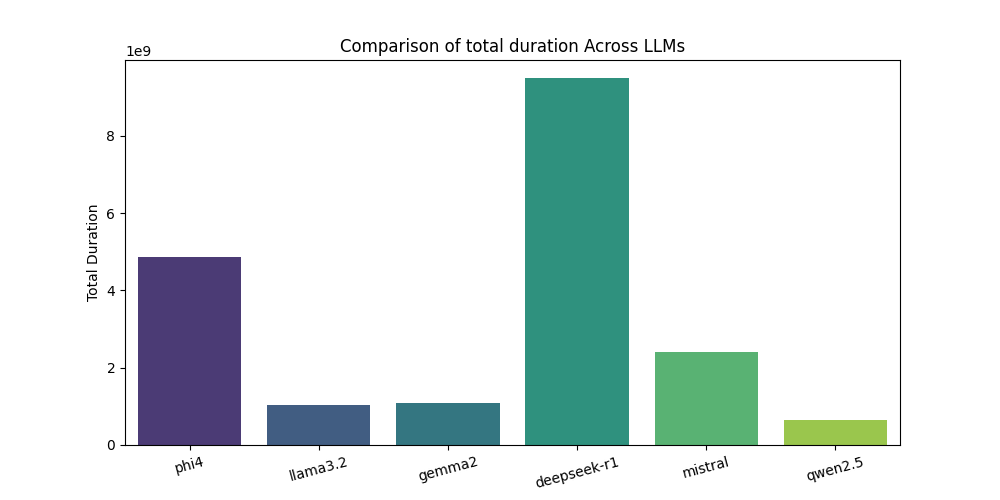 Comparison of total duration Across LLMs
1e9
Total Duration
8
6
4
2
0
phi4
llama3.2
gemma2
deepseek-r1
mistral
qwen2.5